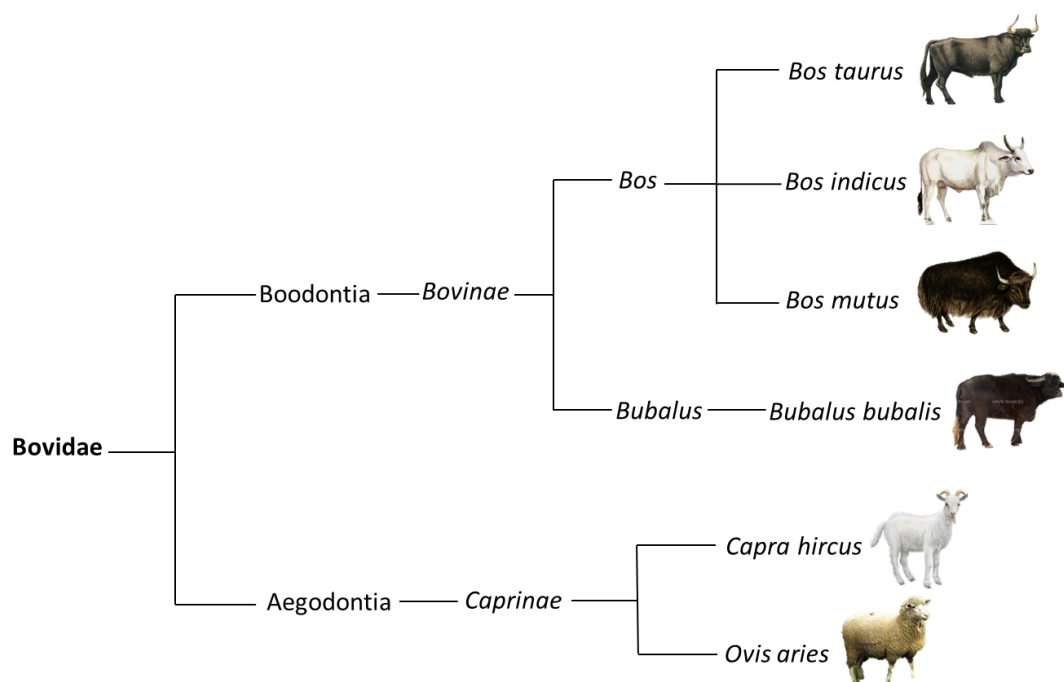 Bos taurus
Bos indicus
Bos
Bos mutus
Boodontia
Bovinae
Bubalus
Bubalus bubalis
Bovidae
Capra hircus
Aegodontia
Caprinae
Ovis aries